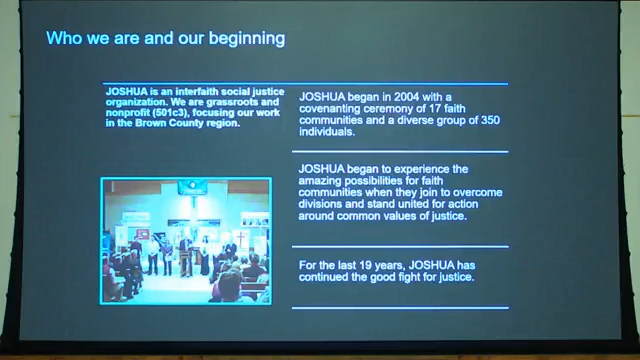 Who we are and our beginning
JOSHUA is an interfaith social justice
organization. We are grassroots and
nonprofit (501c3), focusing our work
in the Brown County region.
JOSHUA began in 2004 with a
covenanting ceremony of 17 faith
communities and a diverse group of 350
individuals.
JOSHUA began to experience the
amazing possibilities for faith
communities when they join to overcome
divisions and stand united for action
around common values of justice.
For the last 19 years, JOSHUA has
continued the good fight for justice.